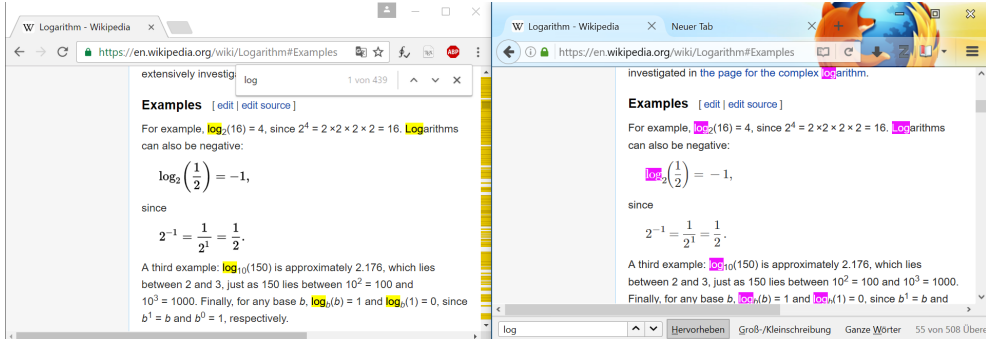 Logarithm - Wikipedia
https://en.wikipedia.org/wiki/Logarithm#Examples
extensively investiga
log 1 von 439
Examples [ edit | edit source ]
For example, log₂(16) = 4, since 2⁴ = 2 ×2 × 2 × 2 = 16. Logarithms
can also be negative:
log₂(1/2) = −1,
since
2⁻¹ = 1/2¹ = 1/2.
A third example: log₁₀(150) is approximately 2.176, which lies
between 2 and 3, just as 150 lies between 10² = 100 and
10³ = 1000. Finally, for any base b, log_b(b) = 1 and log_b(1) = 0, since
b¹ = b and b⁰ = 1, respectively.
Logarithm - Wikipedia Neuer Tab
https://en.wikipedia.org/wiki/Logarithm#Examples
investigated in the page for the complex logarithm.
Examples [ edit | edit source ]
For example, log₂(16) = 4, since 2⁴ = 2 ×2 × 2 × 2 = 16. Logarithms
can also be negative:
log₂(1/2) = −1,
since
2⁻¹ = 1/2¹ = 1/2.
A third example: log₁₀(150) is approximately 2.176, which lies
between 2 and 3, just as 150 lies between 10² = 100 and 10³ = 1000.
Finally, for any base b, log_b(b) = 1 and log_b(1) = 0, since b¹ = b and
log Hervorheben Groß-/Kleinschreibung Ganze Wörter 55 von 508 Übere